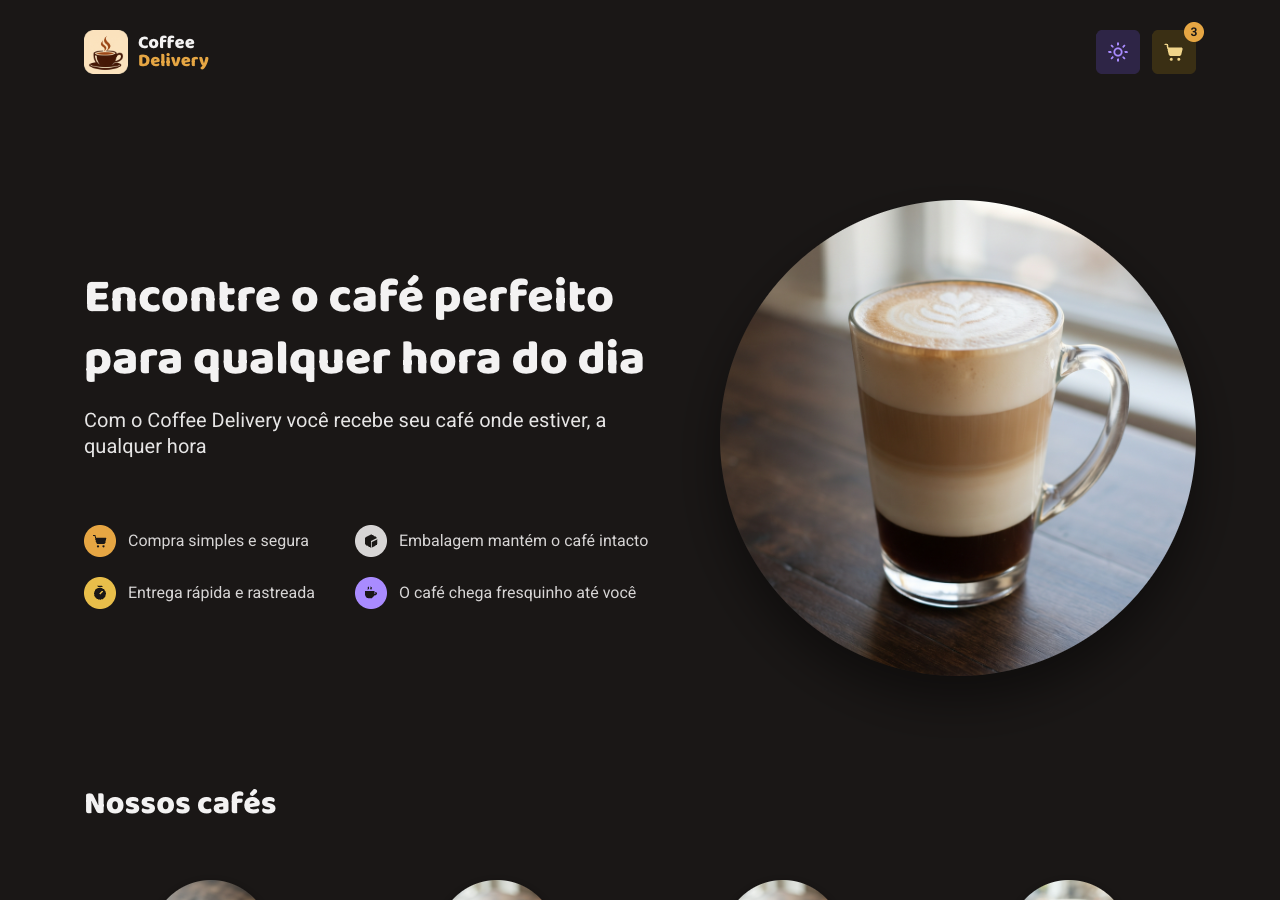 Coffee
Delivery
3
Encontre o café perfeito
para qualquer hora do dia
Com o Coffee Delivery você recebe seu café onde estiver, a
qualquer hora
Compra simples e segura
Embalagem mantém o café intacto
Entrega rápida e rastreada
O café chega fresquinho até você
Nossos cafés